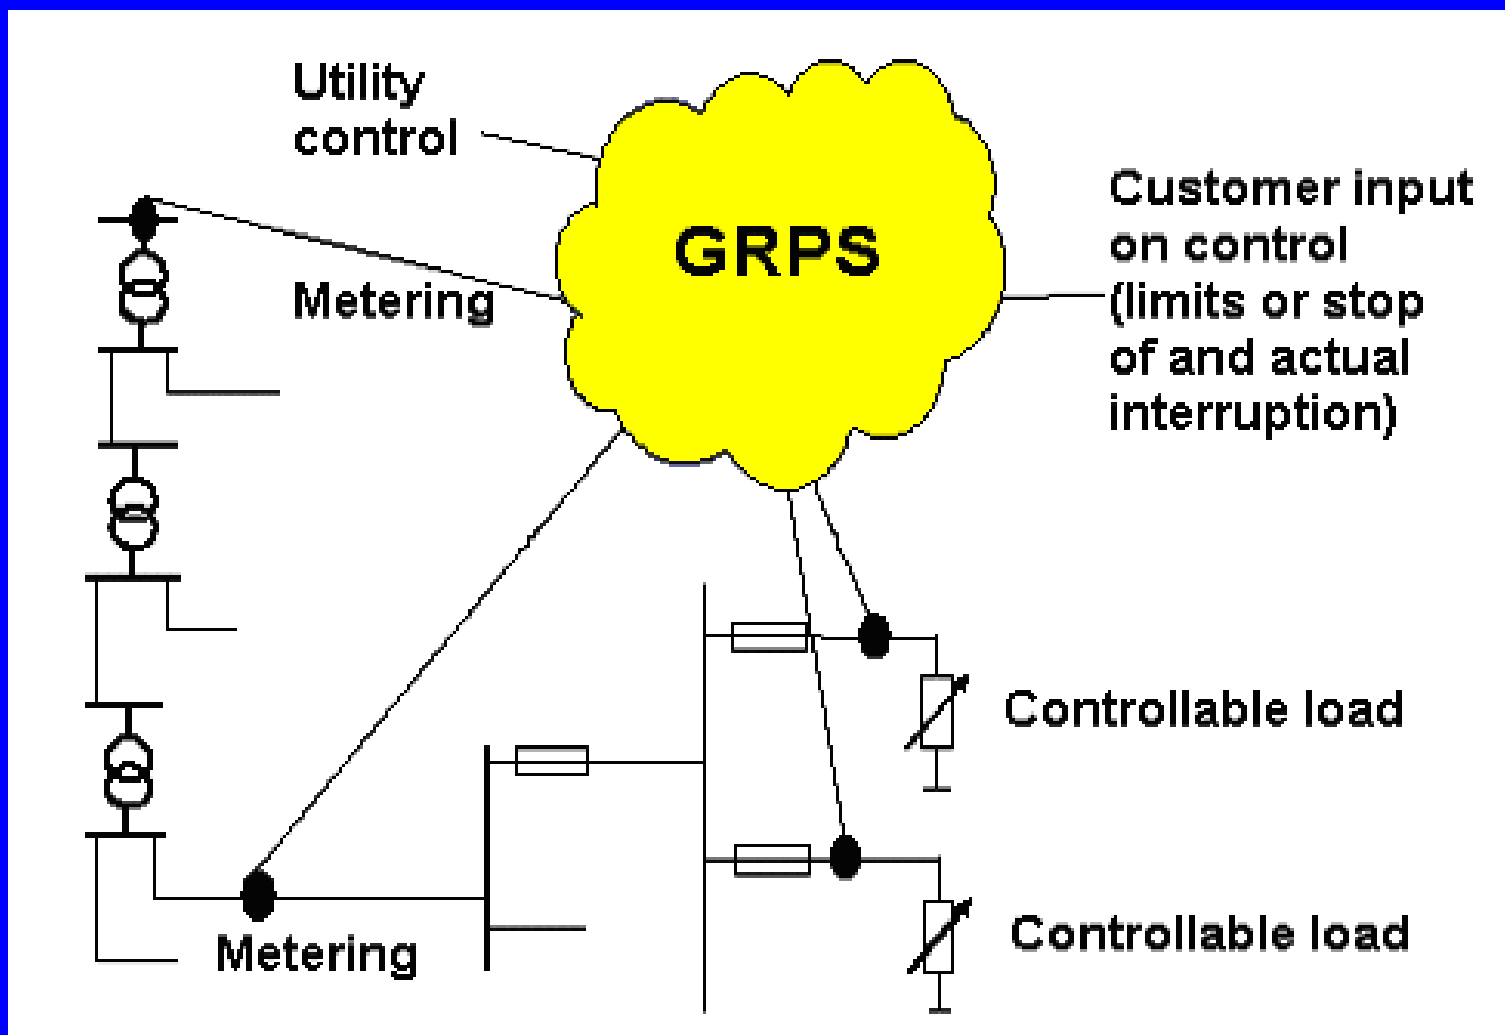 Utility
control
GRPS
Customer input
on control
(limits or stop
of and actual
interruption)
Metering
Controllable load
Controllable load
Metering